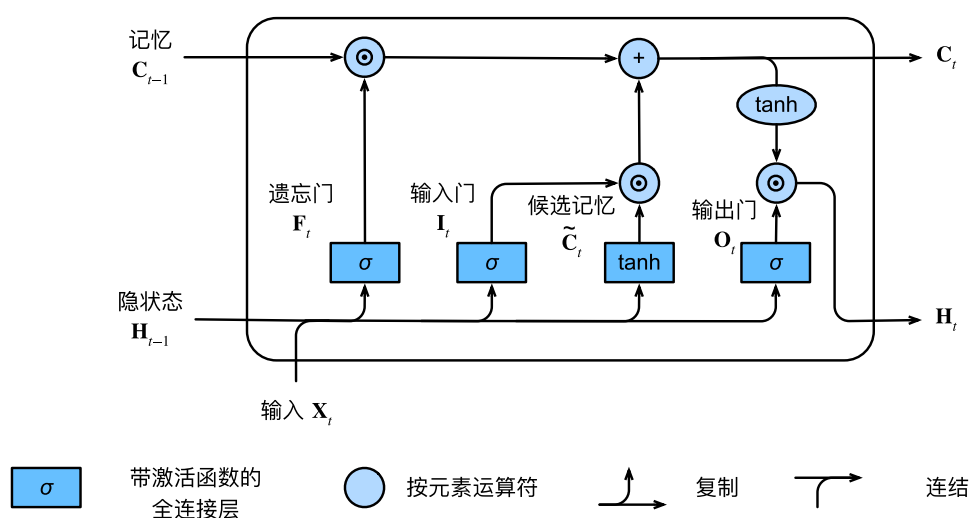 记忆
C_{t-1}
C_t
tanh
+
遗忘门
F_t
输入门
I_t
候选记忆
C̃_t
输出门
O_t
σ
σ
tanh
σ
隐状态
H_{t-1}
H_t
输入 X_t
σ
带激活函数的
全连接层
按元素运算符
复制
连结